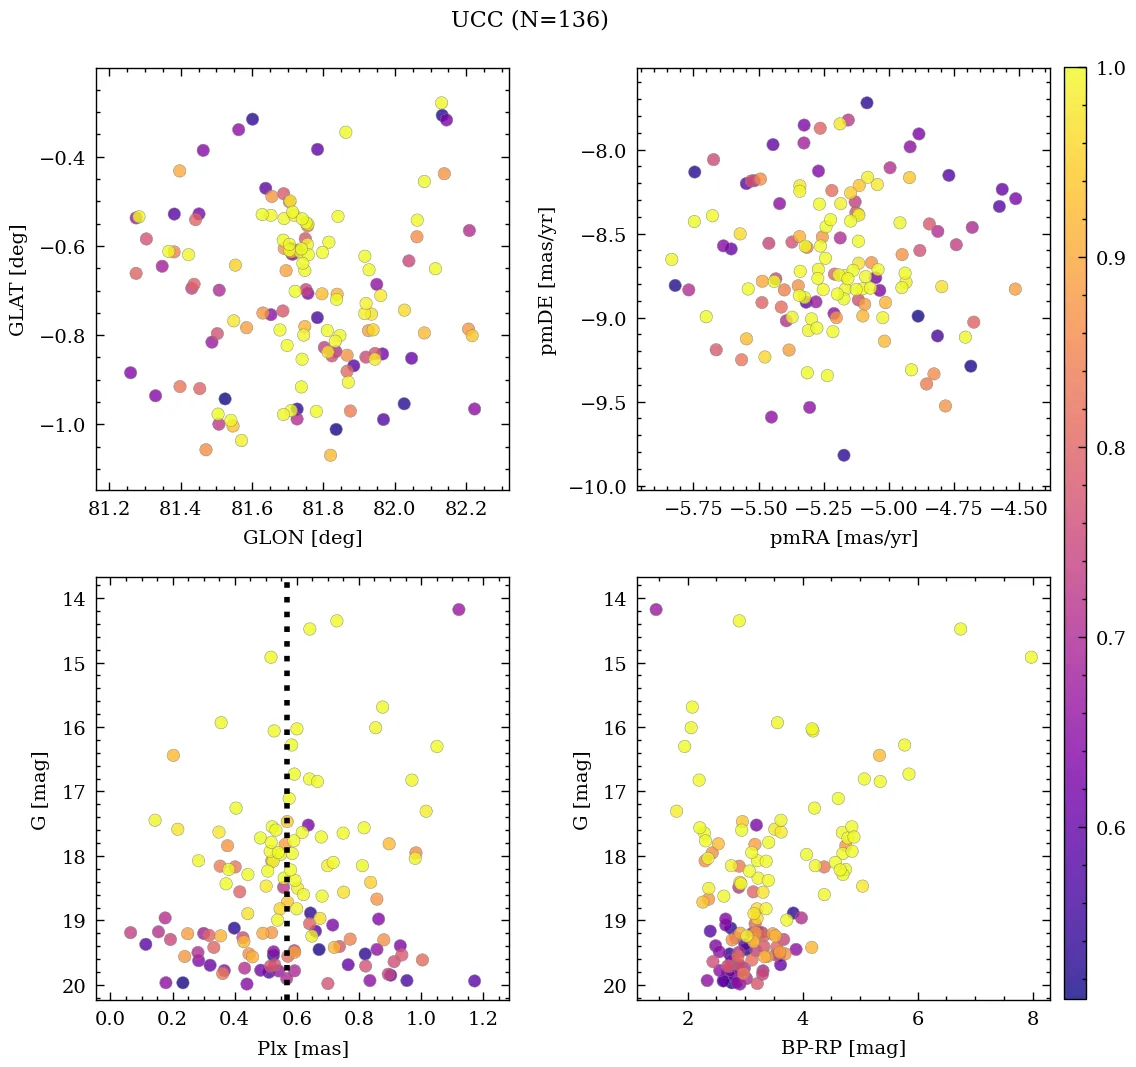 UCC (N=136)
−0.4
−0.6
−0.8
−1.0
GLAT [deg]
81.2 81.4 81.6 81.8 82.0 82.2
GLON [deg]
−8.0
−8.5
−9.0
−9.5
−10.0
pmDE [mas/yr]
−5.75 −5.50 −5.25 −5.00 −4.75 −4.50
pmRA [mas/yr]
1.0
0.9
0.8
0.7
0.6
14
15
16
17
18
19
20
G [mag]
0.0 0.2 0.4 0.6 0.8 1.0 1.2
Plx [mas]
14
15
16
17
18
19
20
G [mag]
2 4 6 8
BP-RP [mag]